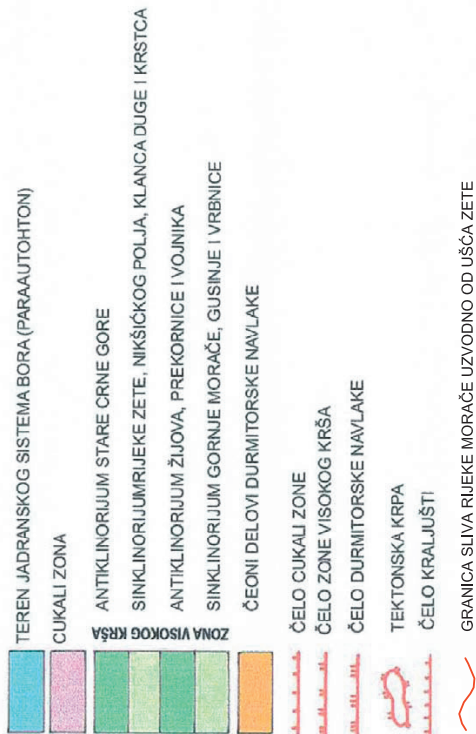 TEREN JADRANSKOG SISTEMA BORA (PARAAUTOHTON)
CUKALI ZONA
ZONA VISOKOG KRŠA
ANTIKLINORIJUM STARE CRNE GORE
SINKLINORIJUMRIJEKE ZETE, NIKŠIĆKOG POLJA, KLANCA DUGE I KRSTCA
ANTIKLINORIJUM ŽIJOVA, PREKORNICE I VOJNIKA
SINKLINORIJUM GORNJE MORAČE, GUSINJE I VRBNICE
ČEONI DELOVI DURMITORSKE NAVLAKE
ČELO CUKALI ZONE
ČELO ZONE VISOKOG KRŠA
ČELO DURMITORSKE NAVLAKE
TEKTONSKA KRPA
ČELO KRALJUŠTI
GRANICA SLIVA RIJEKE MORAČE UZVODNO OD UŠĆA ZETE